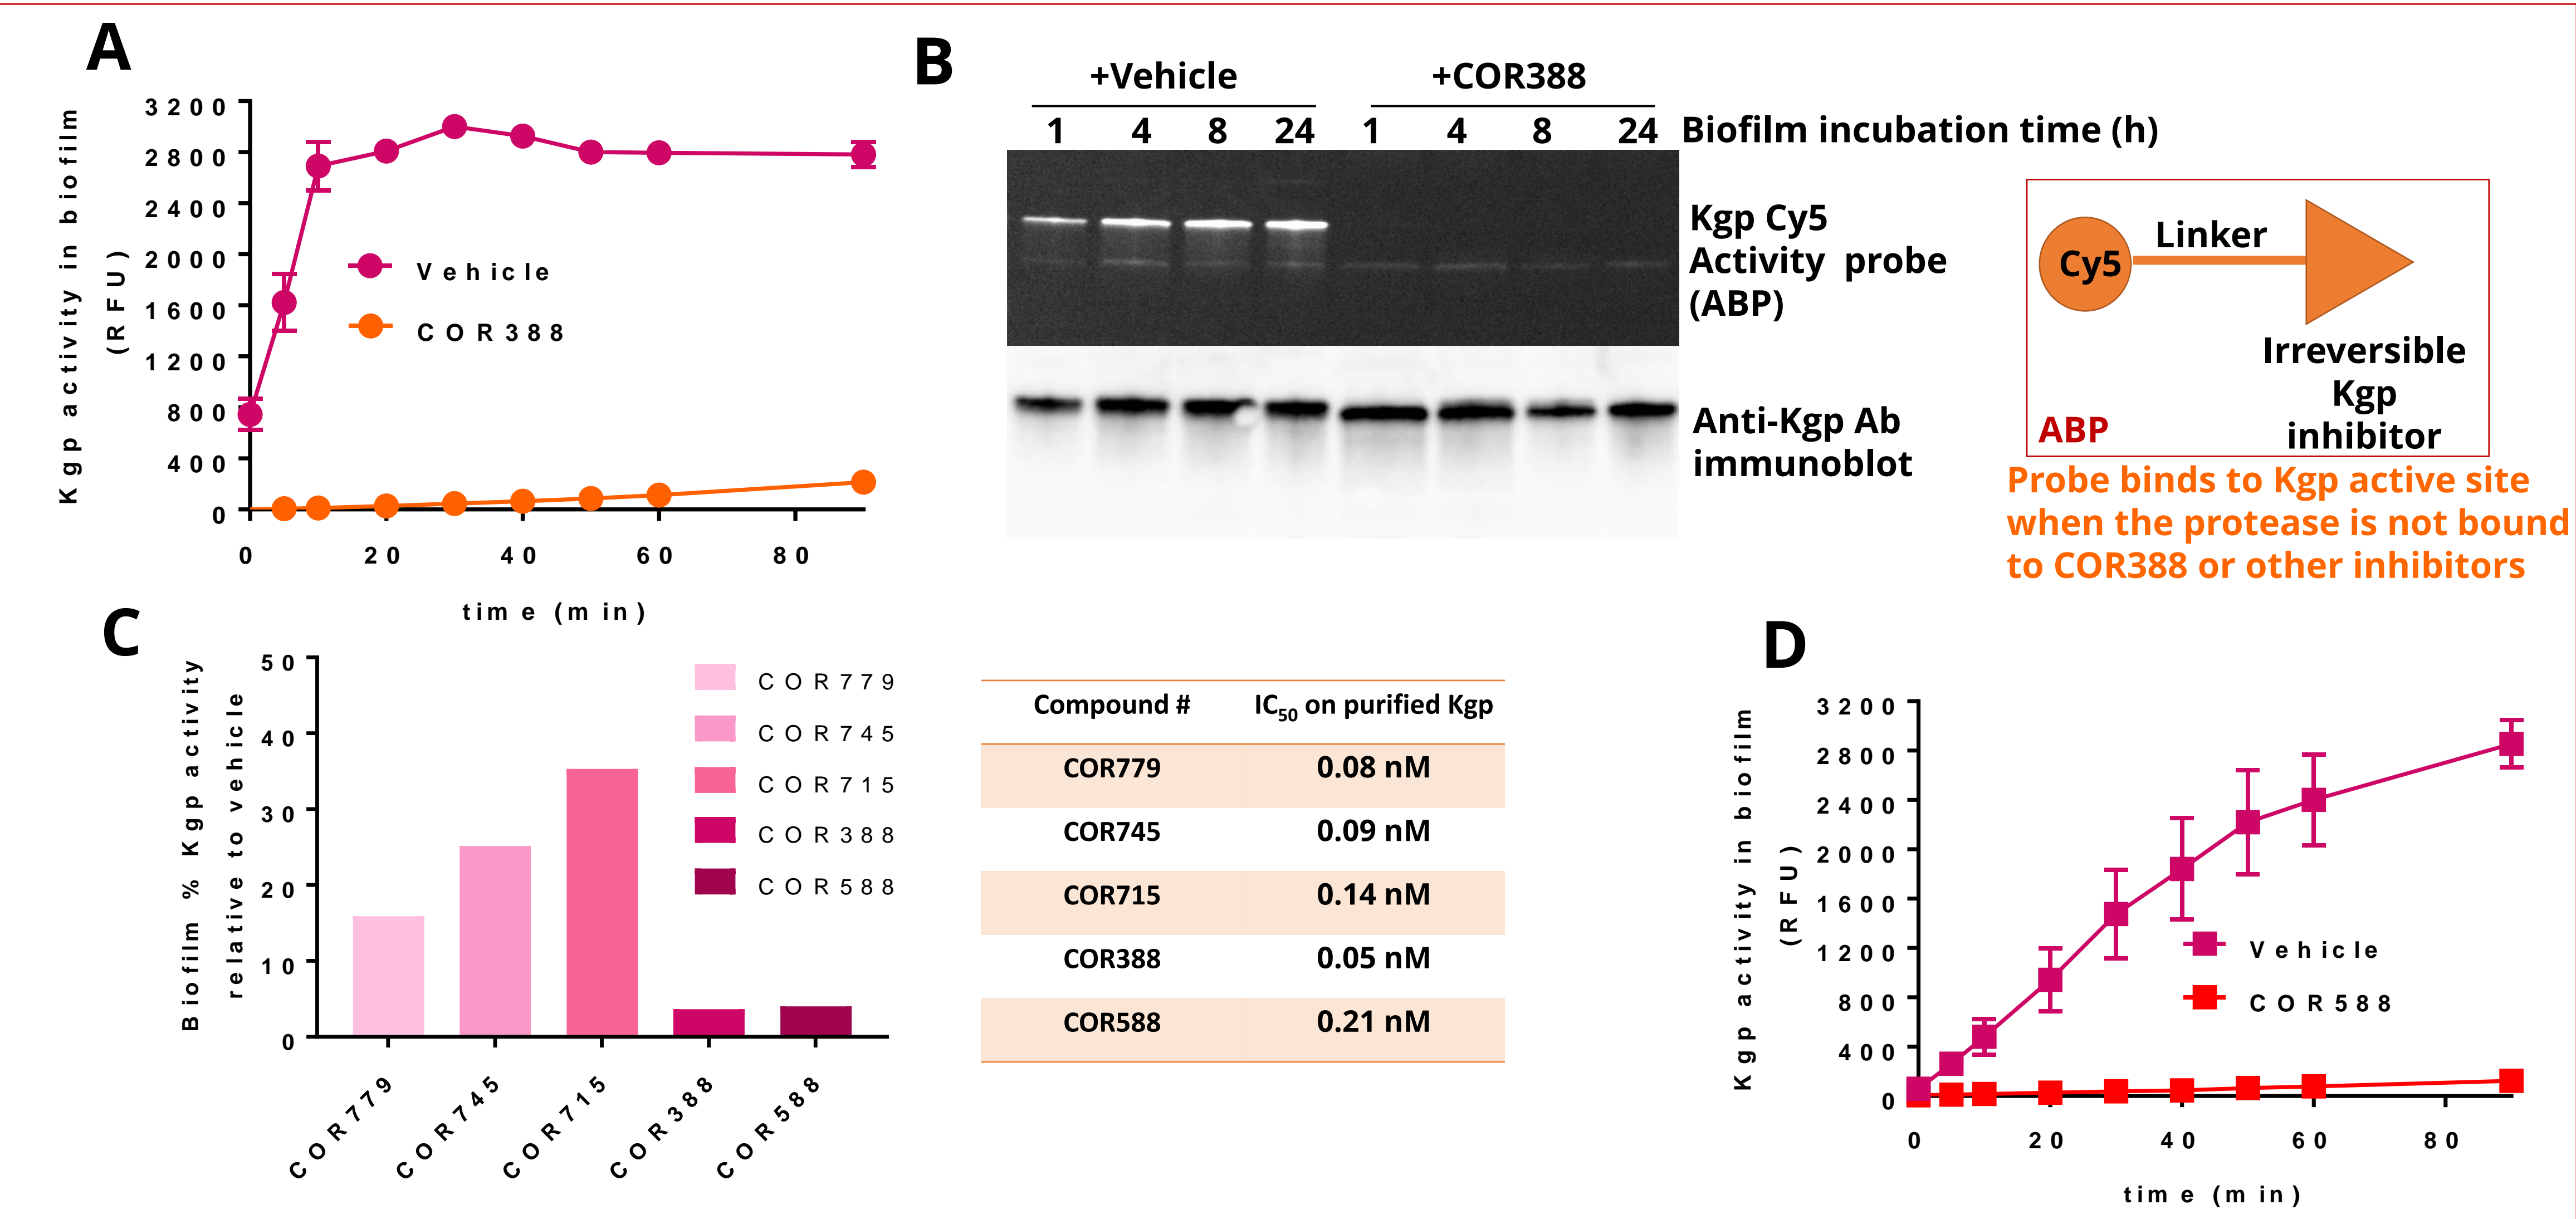 A
3200
2800
2400
2000
1600
1200
800
400
0
Kgp activity in biofilm
(RFU)
Vehicle
COR388
0 20 40 60 80
time (min)
B
+Vehicle +COR388
1 4 8 24 1 4 8 24 Biofilm incubation time (h)
Kgp Cy5
Activity probe
(ABP)
Anti-Kgp Ab
immunoblot
Cy5
Linker
Irreversible
Kgp
inhibitor
ABP
Probe binds to Kgp active site
when the protease is not bound
to COR388 or other inhibitors
C
Biofilm % Kgp activity
relative to vehicle
50
40
30
20
10
0
COR779
COR745
COR715
COR388
COR588
COR779 COR745 COR715 COR388 COR588
Compound # IC50 on purified Kgp
COR779 0.08 nM
COR745 0.09 nM
COR715 0.14 nM
COR388 0.05 nM
COR588 0.21 nM
D
Kgp activity in biofilm
(RFU)
3200
2800
2400
2000
1600
1200
800
400
0
Vehicle
COR588
0 20 40 60 80
time (min)